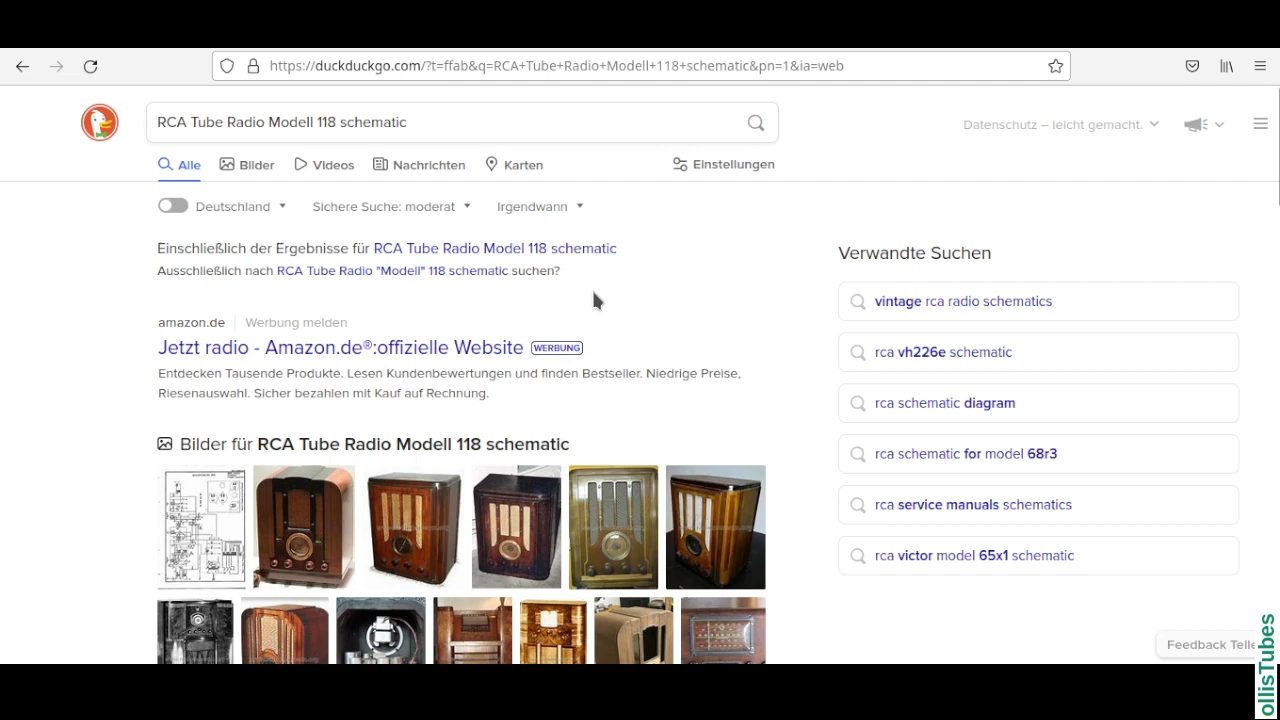 https://duckduckgo.com/?t=ffab&q=RCA+Tube+Radio+Modell+118+schematic&pn=1&ia=web
RCA Tube Radio Modell 118 schematic
Datenschutz – leicht gemacht.
Alle
Bilder
Videos
Nachrichten
Karten
Einstellungen
Deutschland
Sichere Suche: moderat
Irgendwann
Einschließlich der Ergebnisse für RCA Tube Radio Model 118 schematic
Ausschließlich nach RCA Tube Radio "Modell" 118 schematic suchen?
amazon.de
Werbung melden
Jetzt radio - Amazon.de®:offizielle Website WERBUNG
Entdecken Tausende Produkte. Lesen Kundenbewertungen und finden Bestseller. Niedrige Preise,
Riesenauswahl. Sicher bezahlen mit Kauf auf Rechnung.
Bilder für RCA Tube Radio Modell 118 schematic
Verwandte Suchen
vintage rca radio schematics
rca vh226e schematic
rca schematic diagram
rca schematic for model 68r3
rca service manuals schematics
rca victor model 65x1 schematic
Feedback Teile
ollisTubes